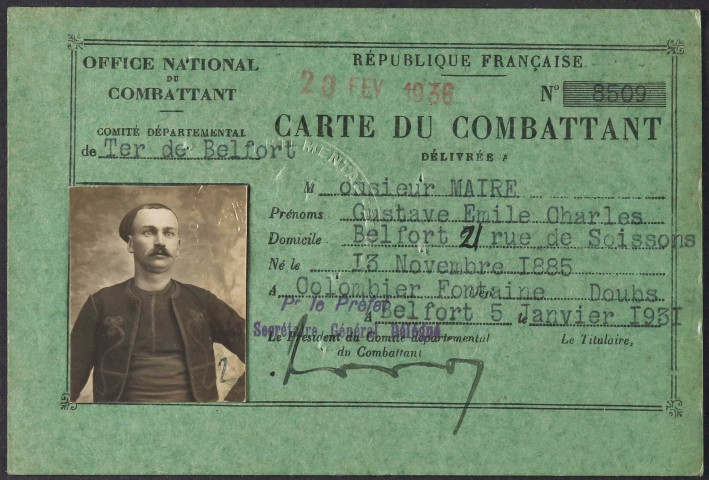 OFFICE NATIONAL
DU
COMBATTANT
COMITÉ DÉPARTEMENTAL
de Ter de Belfort
RÉPUBLIQUE FRANÇAISE
20 FEV 1936
N° 8509
CARTE DU COMBATTANT
DÉLIVRÉE A
Monsieur MAIRE
Prénoms Gustave Emile Charles
Domicile Belfort 21 rue de Soissons
Né le 13 Novembre 1885
A Colombier Fontaine Doubs
Pr le Préfet
A Belfort 5 Janvier 1931
Secrétaire Général Délégué
Le Président du Comité départemental
du Combattant
Le Titulaire,
2